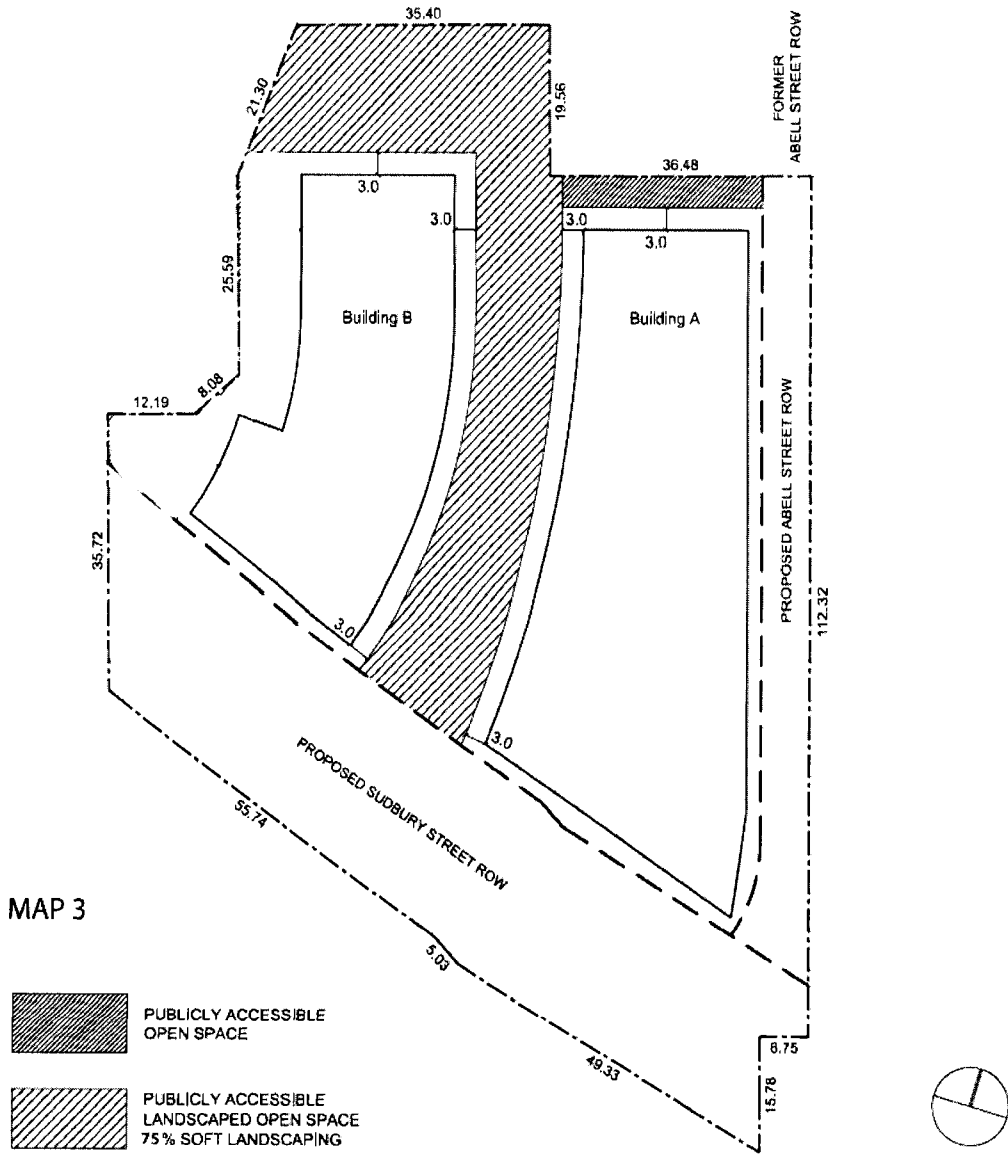 35.40
FORMER
ABELL STREET ROW
21.30
19.56
36.48
3.0
3.0
3.0
3.0
25.59
Building B
Building A
8.08
12.19
PROPOSED ABELL STREET ROW
35.72
112.32
3.0
3.0
PROPOSED SUDBURY STREET ROW
55.74
MAP 3
5.03
PUBLICLY ACCESSIBLE
OPEN SPACE
49.33
15.78
PUBLICLY ACCESSIBLE
LANDSCAPED OPEN SPACE
75% SOFT LANDSCAPING